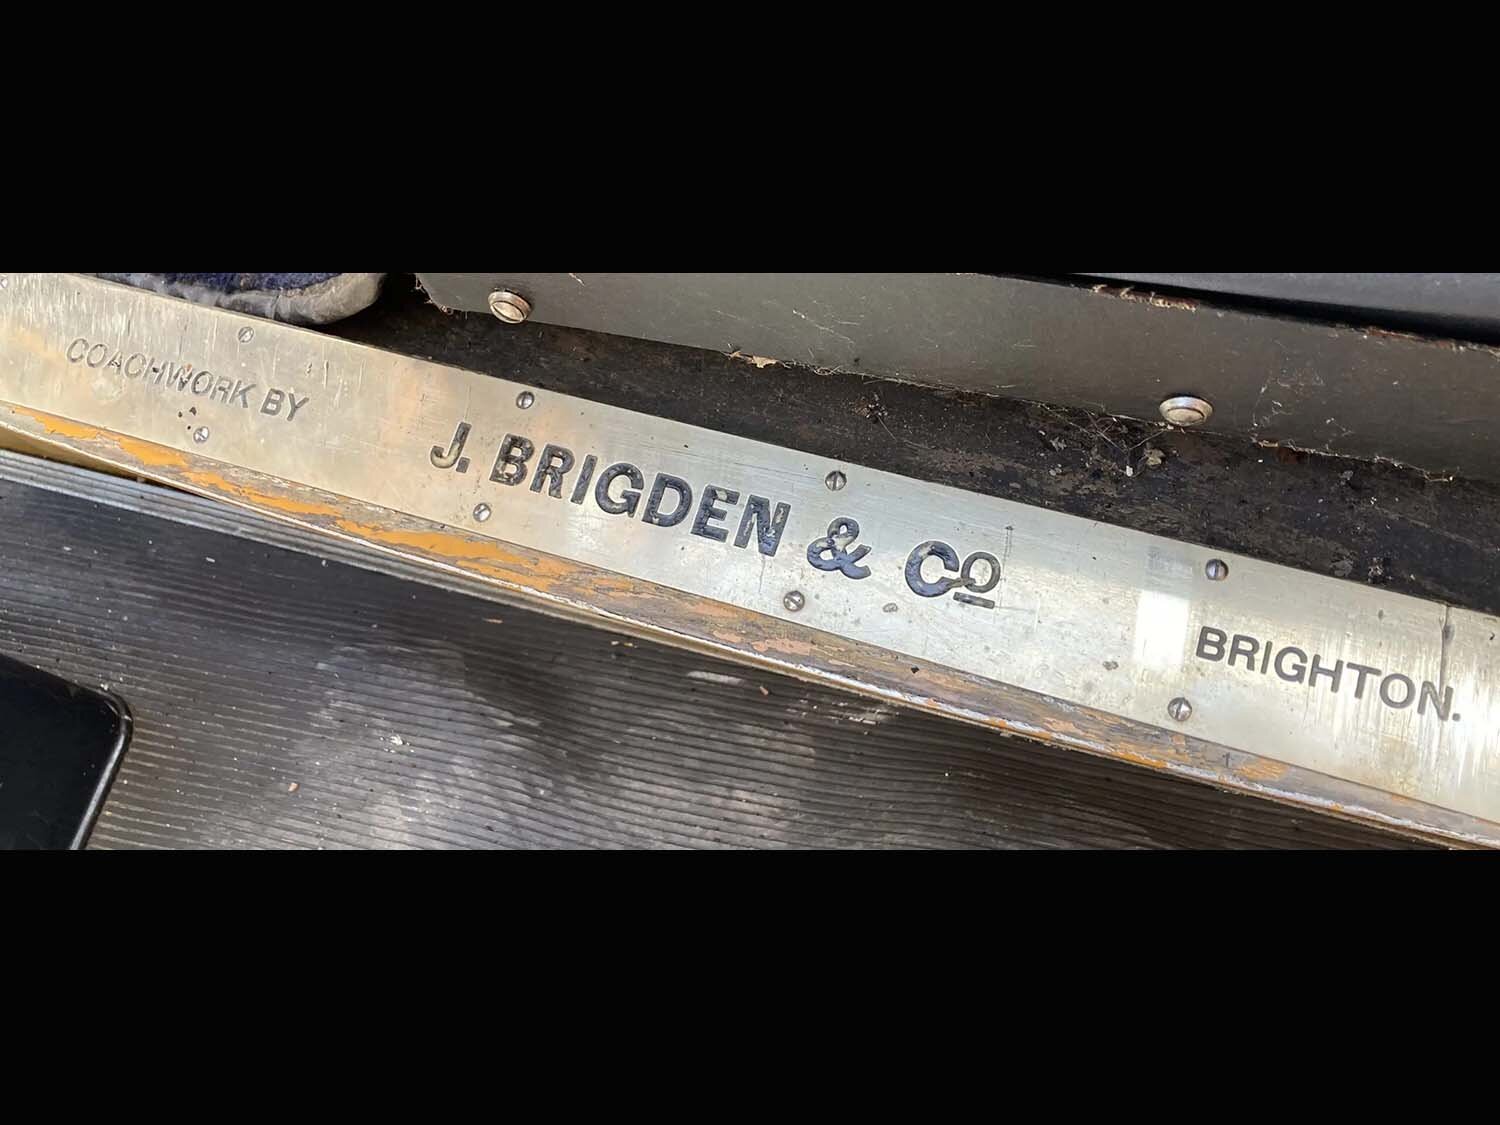 COACHWORK BY
J. BRIGDEN & Cº
BRIGHTON.